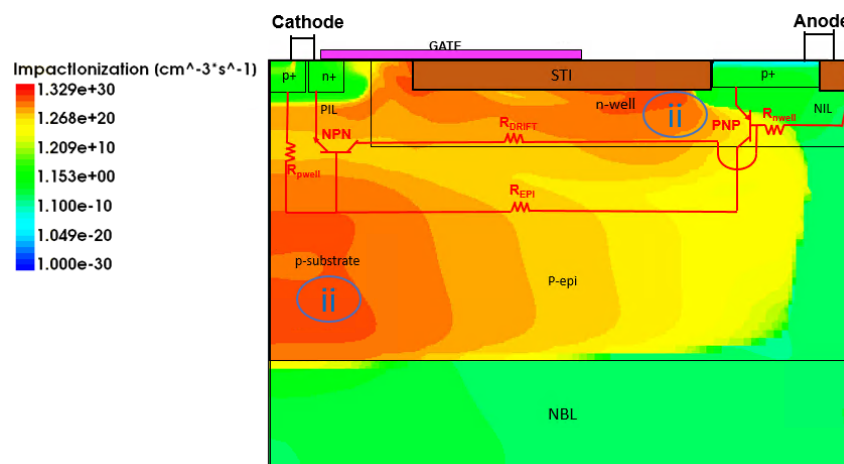 Cathode
Anode
GATE
ImpactIonization (cm^-3*s^-1)
1.329e+30
1.268e+20
1.209e+10
1.153e+00
1.100e-10
1.049e-20
1.000e-30
p+
n+
STI
p+
PIL
n-well
ii
NIL
NPN
RDRIFT
PNP
Rnwell
Rpwell
REPI
p-substrate
ii
P-epi
NBL